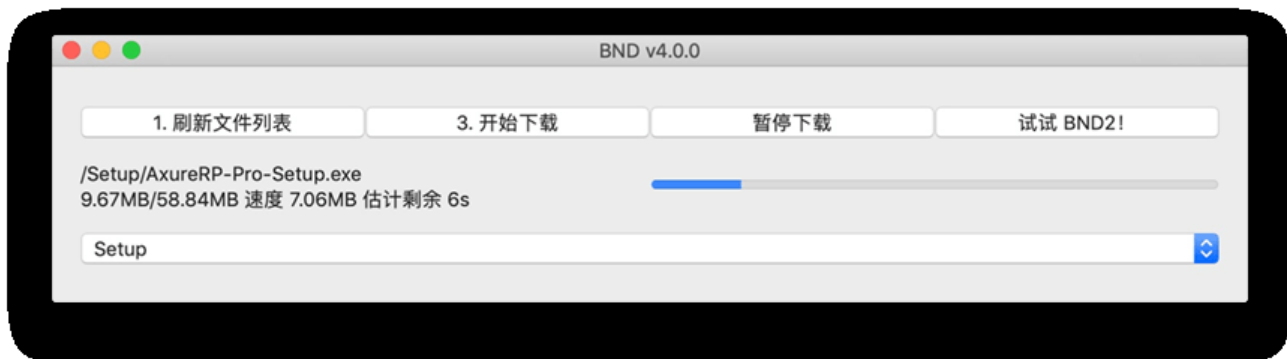 BND v4.0.0
1. 刷新文件列表
3. 开始下载
暂停下载
试试 BND2!
/Setup/AxureRP-Pro-Setup.exe
9.67MB/58.84MB 速度 7.06MB 估计剩余 6s
Setup